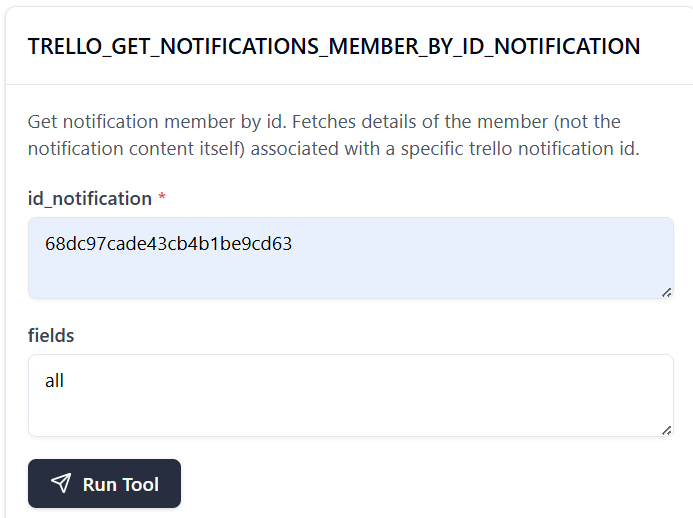 TRELLO_GET_NOTIFICATIONS_MEMBER_BY_ID_NOTIFICATION
Get notification member by id. Fetches details of the member (not the
notification content itself) associated with a specific trello notification id.
id_notification *
68dc97cade43cb4b1be9cd63
fields
all
Run Tool